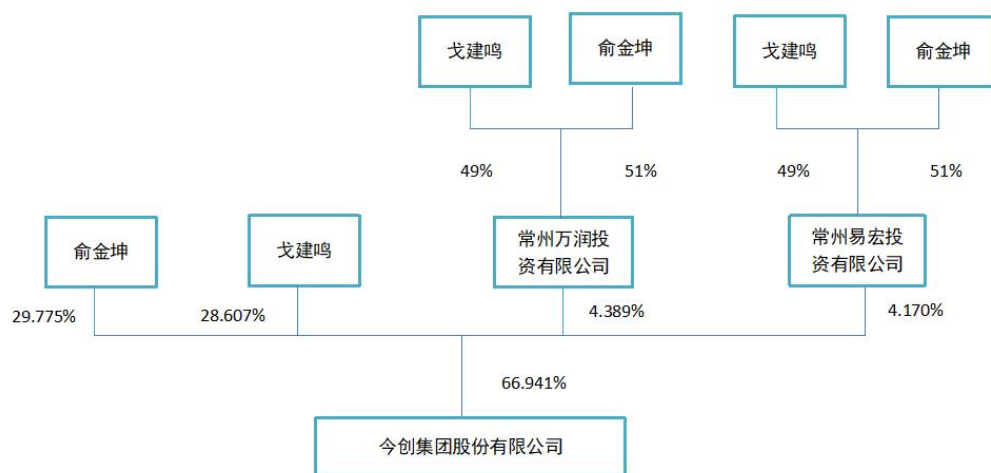 戈建鸣
俞金坤
戈建鸣
俞金坤
49%
51%
49%
51%
俞金坤
戈建鸣
常州万润投
资有限公司
常州易宏投
资有限公司
29.775%
28.607%
4.389%
4.170%
66.941%
今创集团股份有限公司